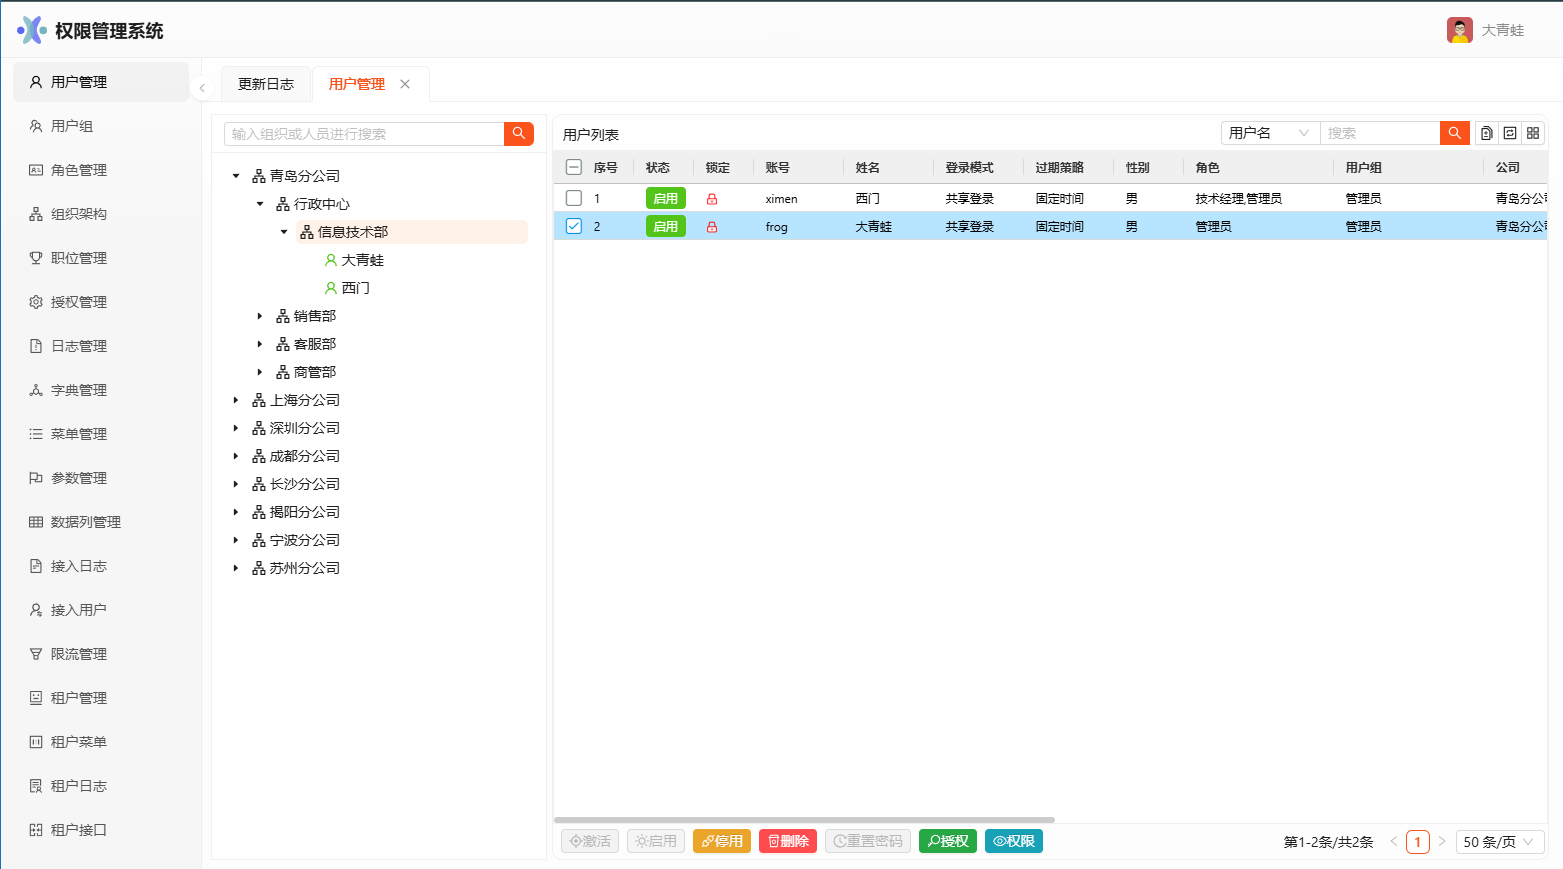 权限管理系统
大青蛙
用户管理
用户组
角色管理
组织架构
职位管理
授权管理
日志管理
字典管理
菜单管理
参数管理
数据列管理
接入日志
接入用户
限流管理
租户管理
租户菜单
租户日志
租户接口
更新日志 用户管理
输入组织或人员进行搜索
青岛分公司
行政中心
信息技术部
大青蛙
西门
销售部
客服部
商管部
上海分公司
深圳分公司
成都分公司
长沙分公司
揭阳分公司
宁波分公司
苏州分公司
用户列表 用户名 搜索
序号 状态 锁定 账号 姓名 登录模式 过期策略 性别 角色 用户组 公司
1 启用 ximen 西门 共享登录 固定时间 男 技术经理,管理员 管理员 青岛分公司
2 启用 frog 大青蛙 共享登录 固定时间 男 管理员 管理员 青岛分公司
激活 启用 停用 删除 重置密码 授权 权限 第1-2条/共2条 1 50 条/页